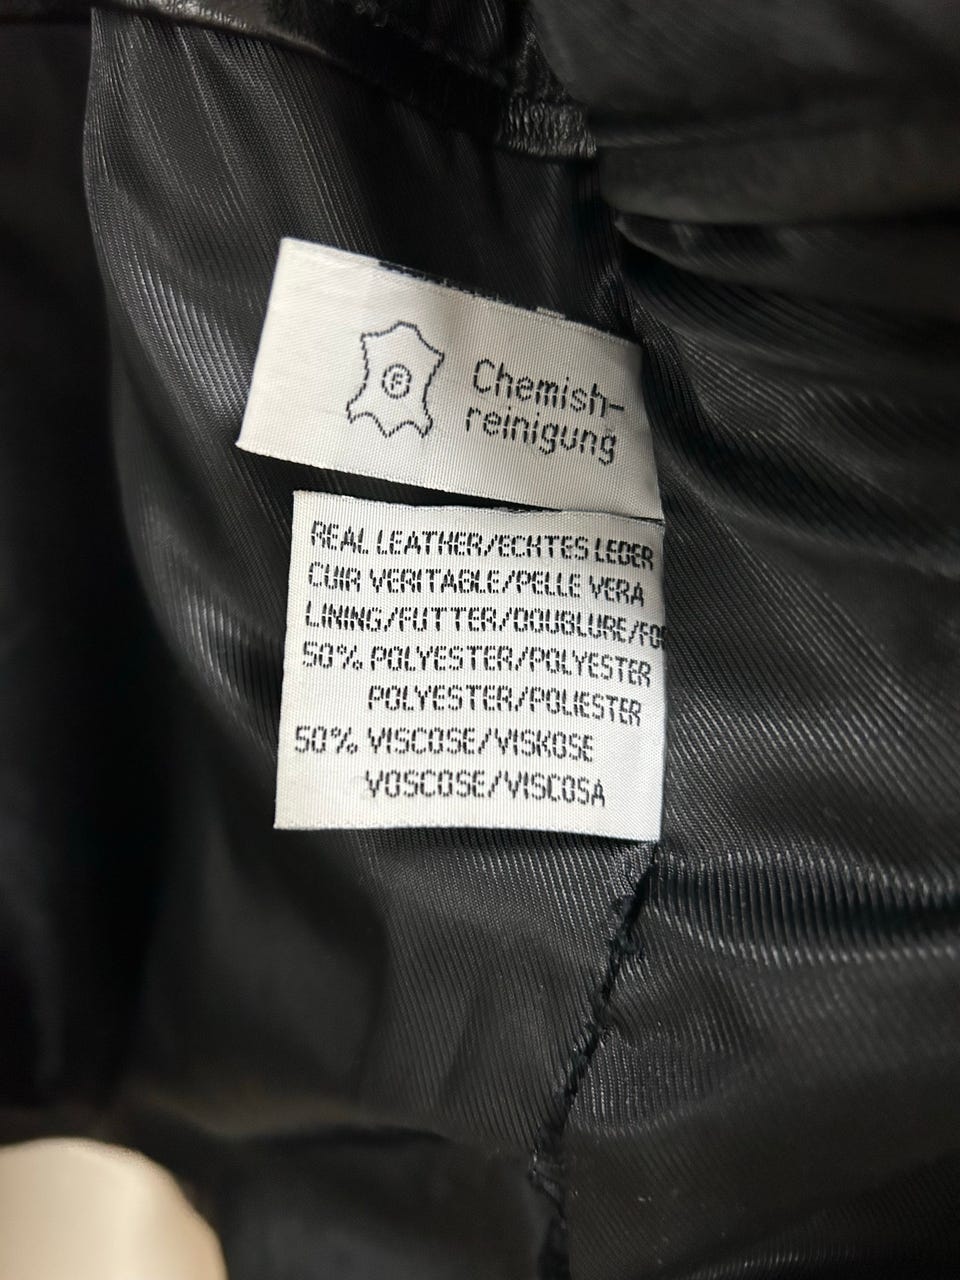 Chemish-
reinigung
REAL LEATHER/ECHTES LEDER
CUIR VERITABLE/PELLE VERA
LINING/FUTTER/DOUBLURE/FO
50% POLYESTER/POLYESTER
POLYESTER/POLIESTER
50% VISCOSE/VISKOSE
VOSCOSE/VISCOSA